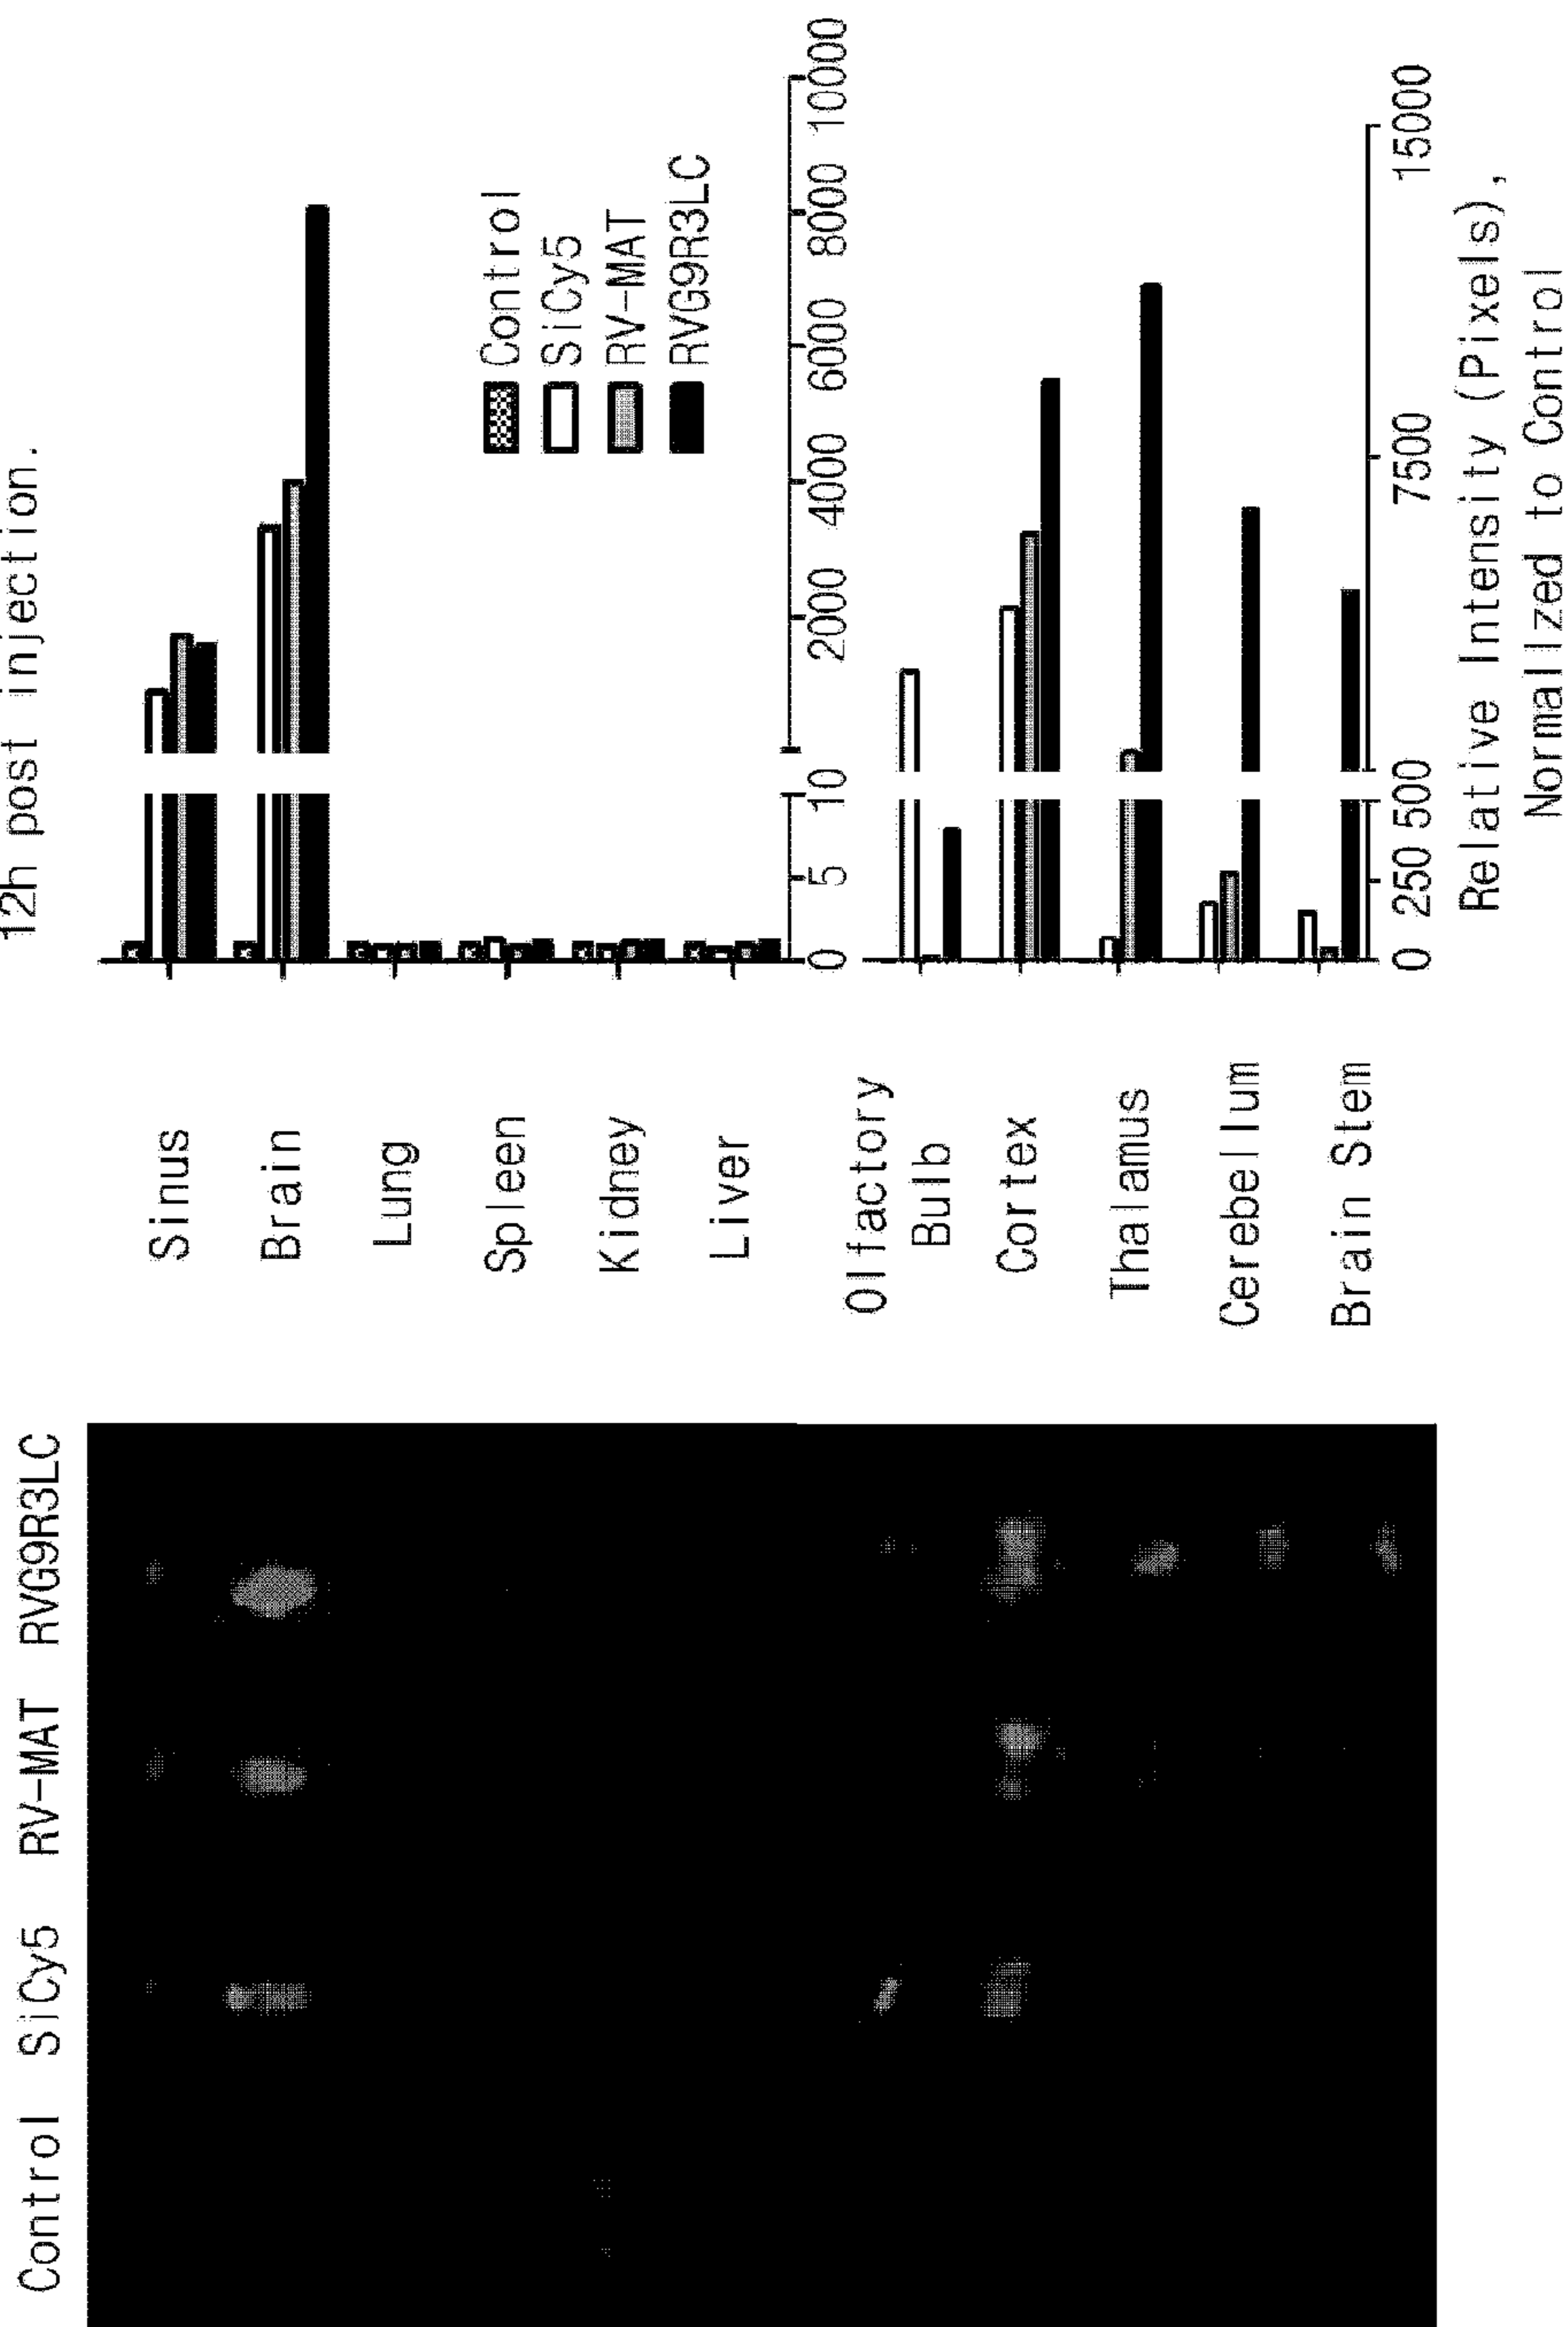 12h post injection.
Control SiCy5 RV-MAT RVG9R3LC
Sinus
Brain
Lung
Spleen
Kidney
Liver
Control
SiCy5
RV-MAT
RVG9R3LC
0 5 10 2000 4000 6000 8000 10000
Olfactory
Bulb
Cortex
Thalamus
Cerebellum
Brain Stem
0 250 500 7500 15000
Relative Intensity (Pixels),
Normalized to Control